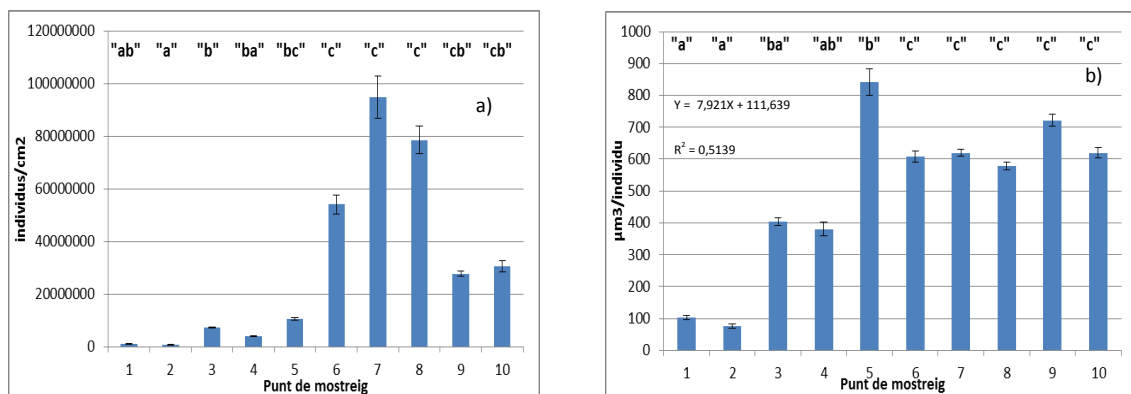 120000000
100000000
80000000
60000000
40000000
20000000
0
individus/cm2
"ab" "a" "b" "ba" "bc" "c" "c" "c" "cb" "cb"
a)
1 2 3 4 5 6 7 8 9 10
Punt de mostreig
1000
900
800
700
600
500
400
300
200
100
0
µm3/individu
"a" "a" "ba" "ab" "b" "c" "c" "c" "c" "c"
b)
Y = 7,921X + 111,639
R² = 0,5139
1 2 3 4 5 6 7 8 9 10
Punt de mostreig